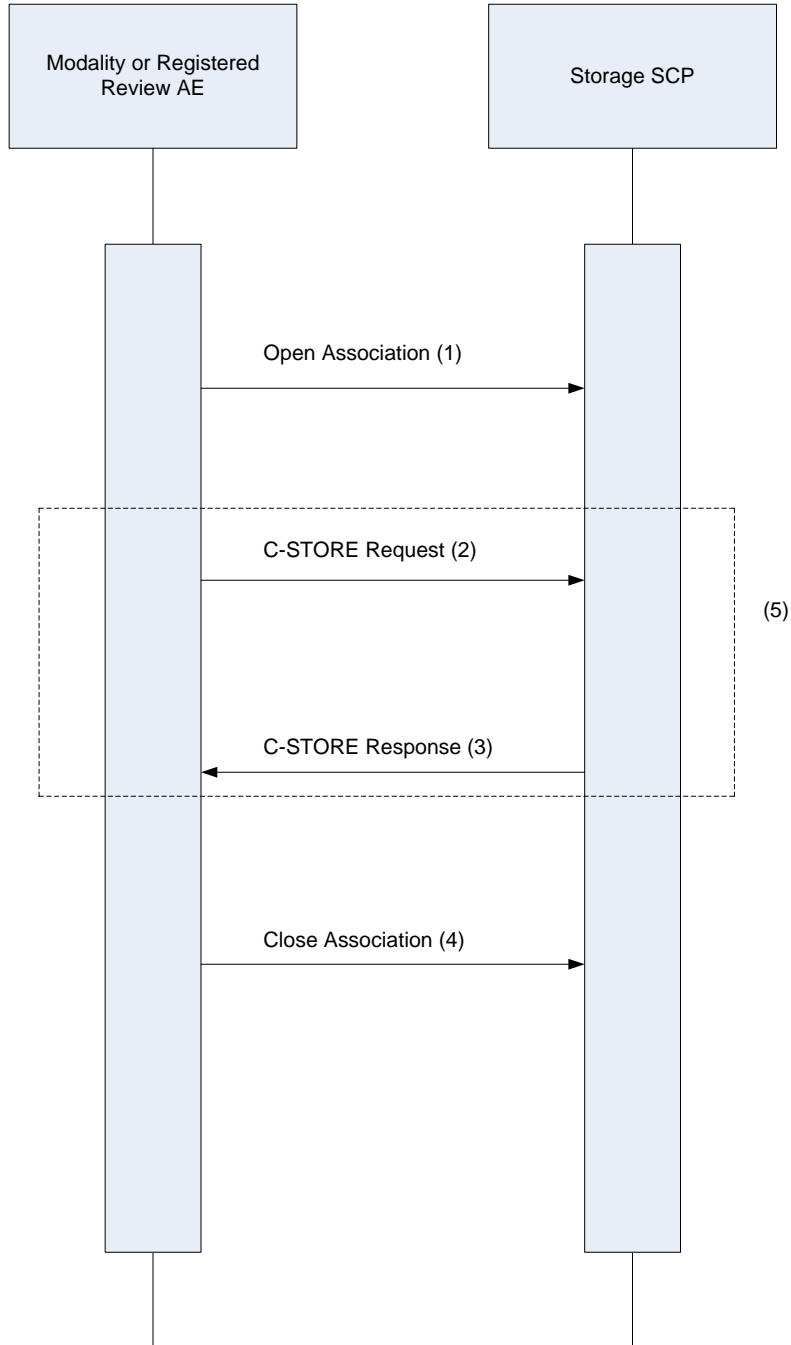 Modality or Registered
Review AE
Storage SCP
Open Association (1)
C-STORE Request (2)
(5)
C-STORE Response (3)
Close Association (4)